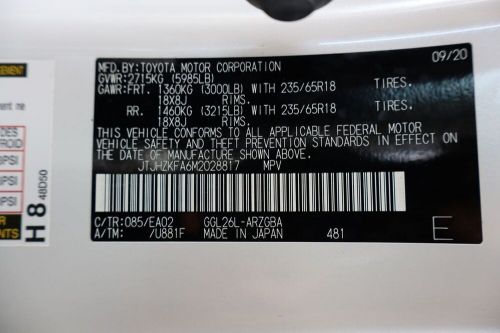 MFD.BY:TOYOTA MOTOR CORPORATION 09/20
GVWR:2715KG (5985LB)
GAWR:FRT. 1360KG (3000LB) WITH 235/65R18 TIRES.
18X8J RIMS.
RR. 1460KG (3215LB) WITH 235/65R18 TIRES.
18X8J RIMS.
THIS VEHICLE CONFORMS TO ALL APPLICABLE FEDERAL MOTOR
VEHICLE SAFETY AND THEFT PREVENTION STANDARDS IN EFFECT ON
THE DATE OF MANUFACTURE SHOWN ABOVE.
JTJHZKFA6M2028817 MPV
C/TR:085/EA02 GGL26L-ARZGBA
A/TM: /U881F MADE IN JAPAN 481 E
H 8 48D50